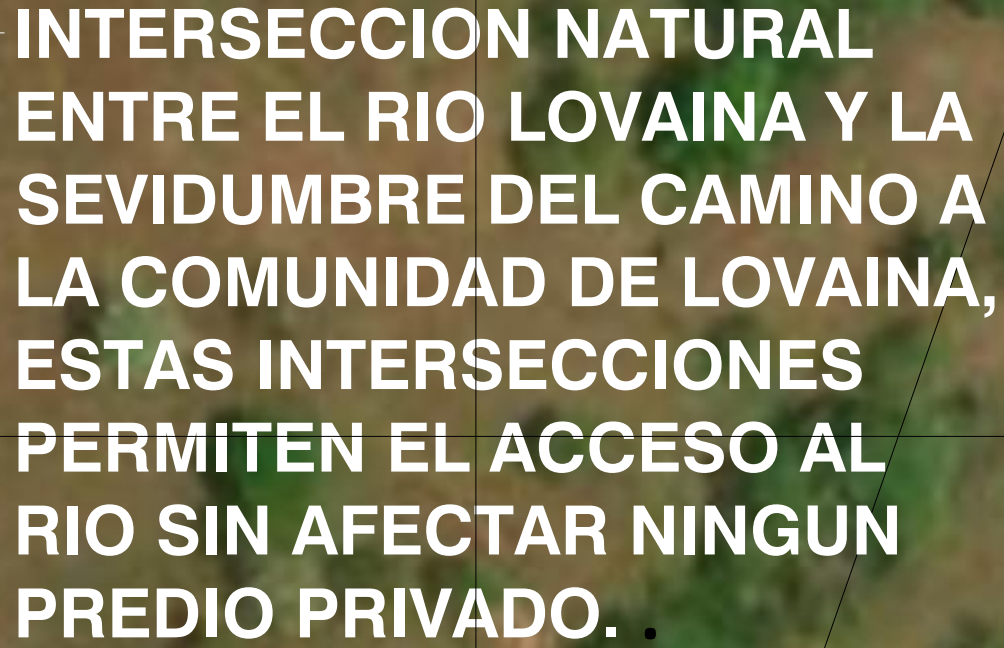 INTERSECCION NATURAL
ENTRE EL RIO LOVAINA Y LA
SEVIDUMBRE DEL CAMINO A
LA COMUNIDAD DE LOVAINA,
ESTAS INTERSECCIONES
PERMITEN EL ACCESO AL
RIO SIN AFECTAR NINGUN
PREDIO PRIVADO. .